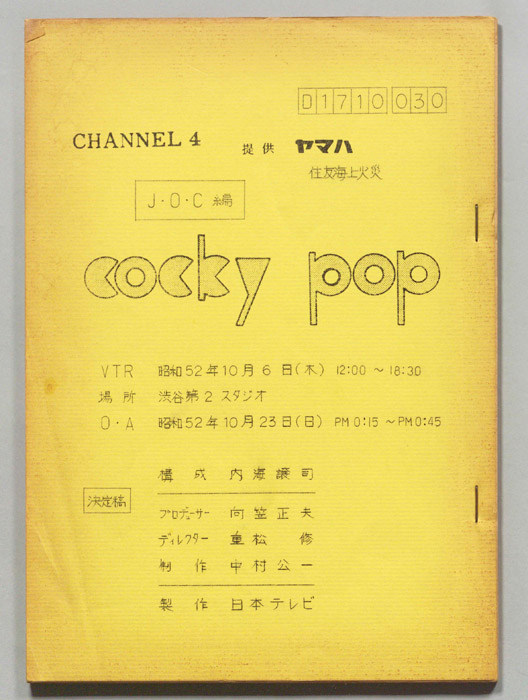 D1710030
CHANNEL 4 提供 ヤマハ
住友海上火災
J・O・C 編
cocky pop
VTR 昭和52年10月6日(木) 12:00~18:30
場所 渋谷第2スタジオ
O・A 昭和52年10月23日(日) PM0:15~PM0:45
構成 内海譲司
決定稿
プロデューサー 向笠正夫
ディレクター 重松修
制作 中村公一
製作 日本テレビ